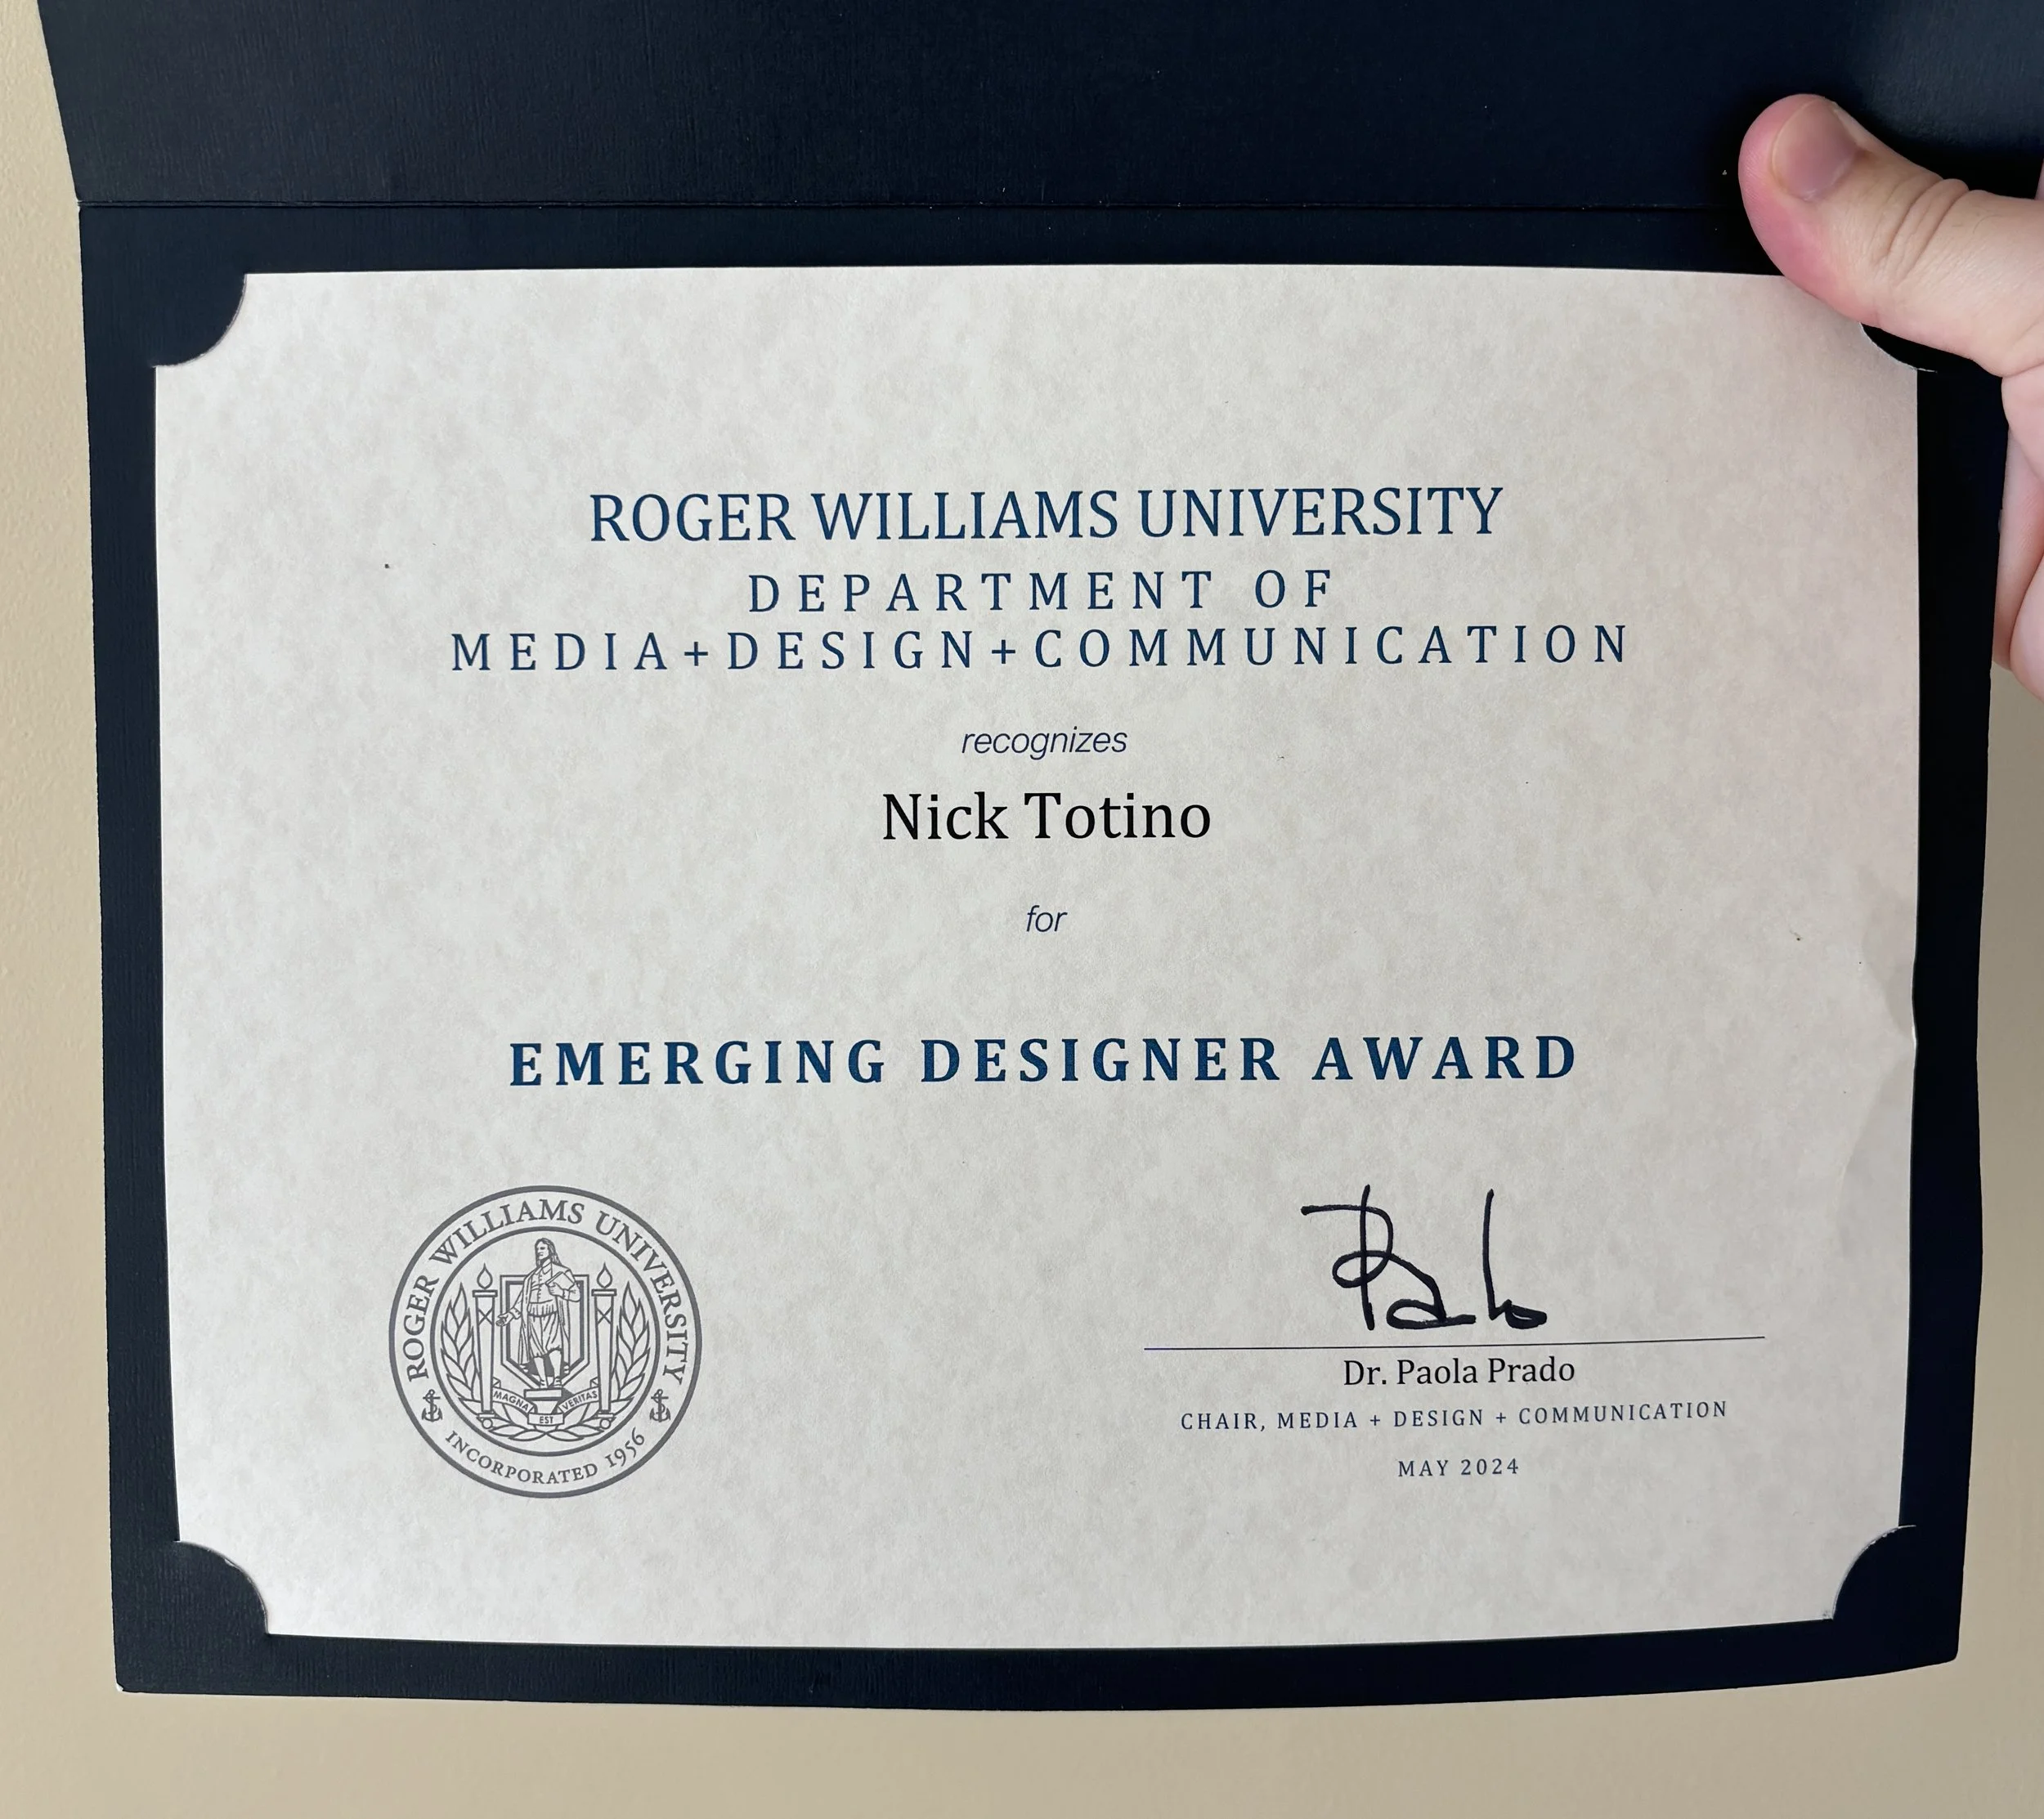 ROGER WILLIAMS UNIVERSITY
DEPARTMENT OF
MEDIA+DESIGN+COMMUNICATION
recognizes
Nick Totino
for
EMERGING DESIGNER AWARD
ROGER WILLIAMS UNIVERSITY
MAGNA EST VERITAS
INCORPORATED 1956
Dr. Paola Prado
CHAIR, MEDIA + DESIGN + COMMUNICATION
MAY 2024